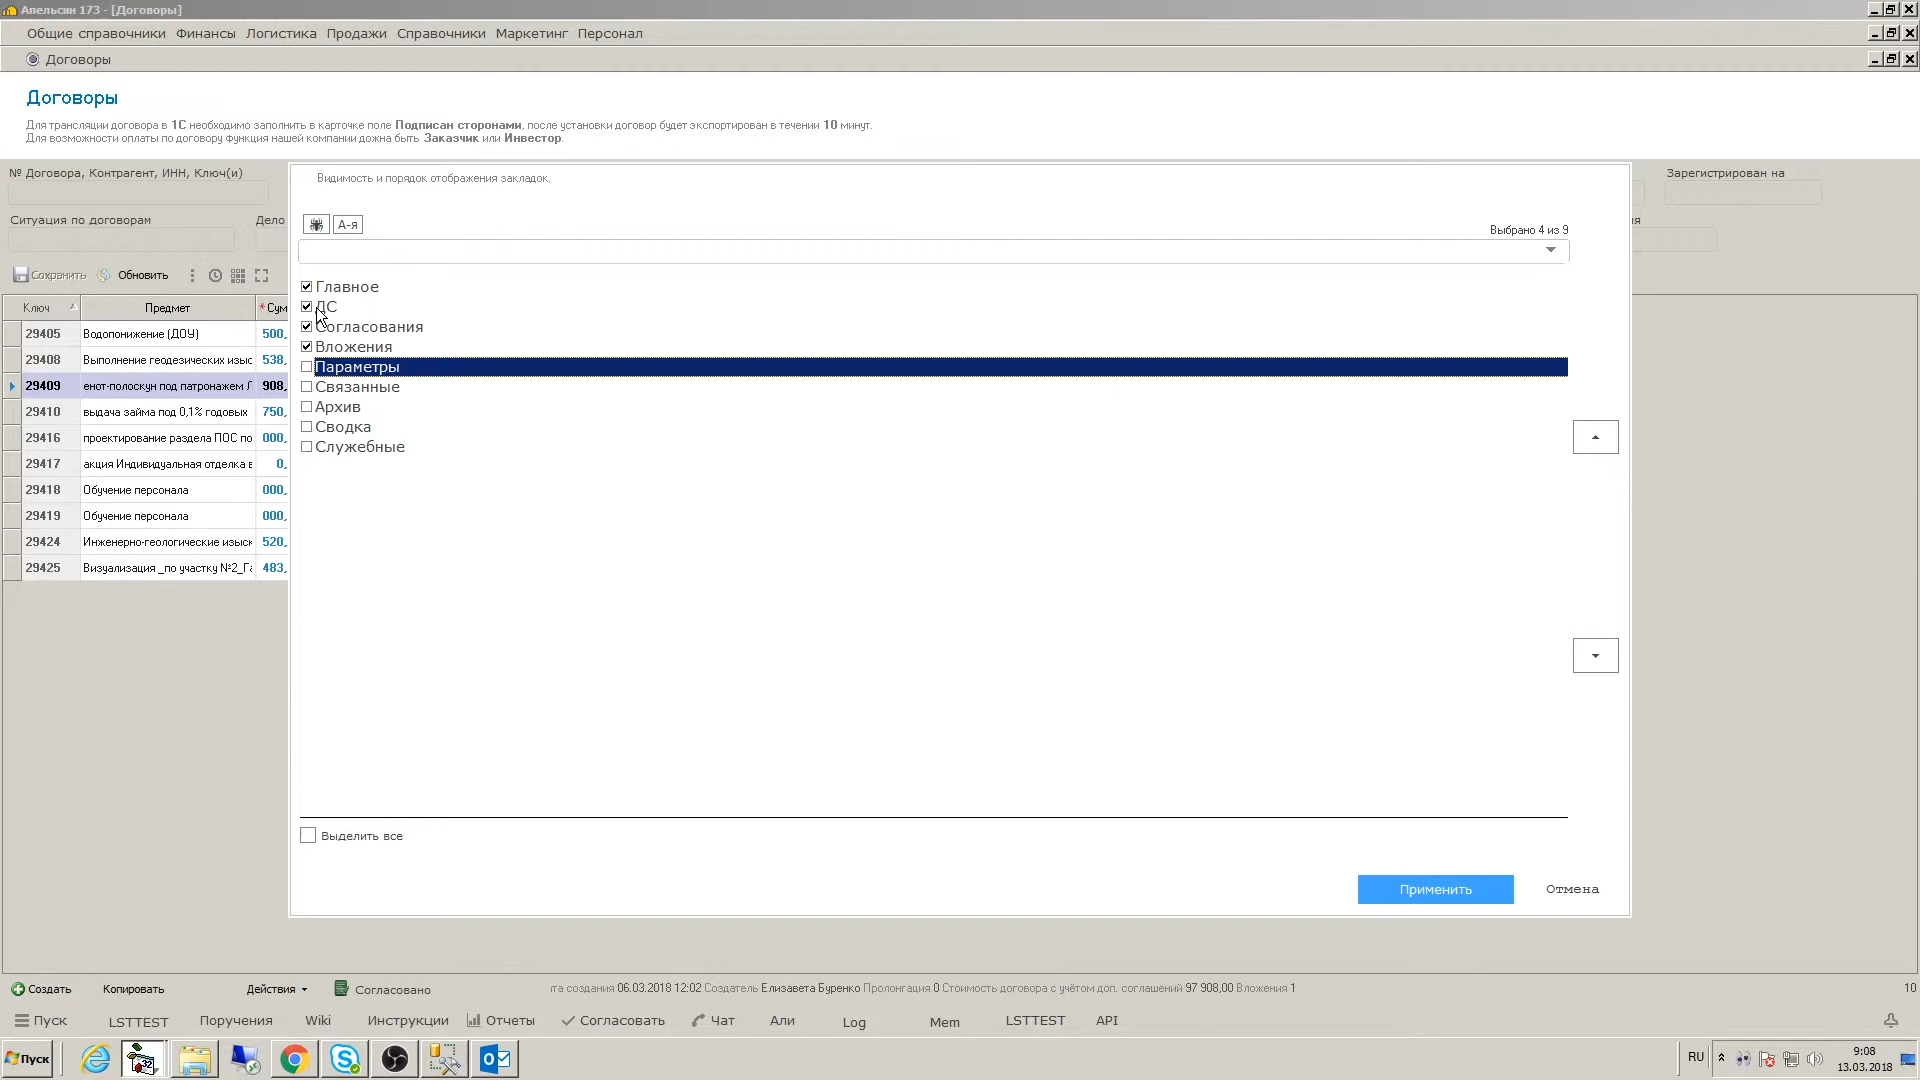 Апельсин 173 - [Договоры]
Общие справочники Финансы Логистика Продажи Справочники Маркетинг Персонал
Договоры
Договоры
Для трансляции договора в 1С необходимо заполнить в карточке поле Подписан сторонами, после установки договор будет экспортирован в течении 10 минут.
Для возможности оплаты по договору функция нашей компании дожна быть Заказчик или Инвестор.
№ Договора, Контрагент, ИНН, Ключ(и)
Зарегистрирован на
Ситуация по договорам Дело
Сохранить Обновить
Ключ Предмет * Сум
29405 Водопонижение (ДОУ) 500,
29408 Выполнение геодезических изыс 538,
29409 енот-полоскун под патронажем Л 908,
29410 выдача займа под 0,1% годовых 750,
29416 проектирование раздела ПОС по 000,
29417 акция Индивидуальная отделка в 0,
29418 Обучение персонала 000,
29419 Обучение персонала 000,
29424 Инженерно-геологические изыск 520,
29425 Визуализация _по участку №2_Га 483,
Видимость и порядок отображения закладок.
А-я
Выбрано 4 из 9
Главное
ДС
Согласования
Вложения
Параметры
Связанные
Архив
Сводка
Служебные
Выделить все
Применить Отмена
Создать Копировать Действия Согласовано та создания 06.03.2018 12:02 Создатель Елизавета Буренко Пролонгация 0 Стоимость договора с учётом доп. соглашений 97 908,00 Вложения 1 10
Пуск LSTTEST Поручения Wiki Инструкции Отчеты Согласовать Чат Али Log Mem LSTTEST API
Пуск
32
RU
9:08
13.03.2018